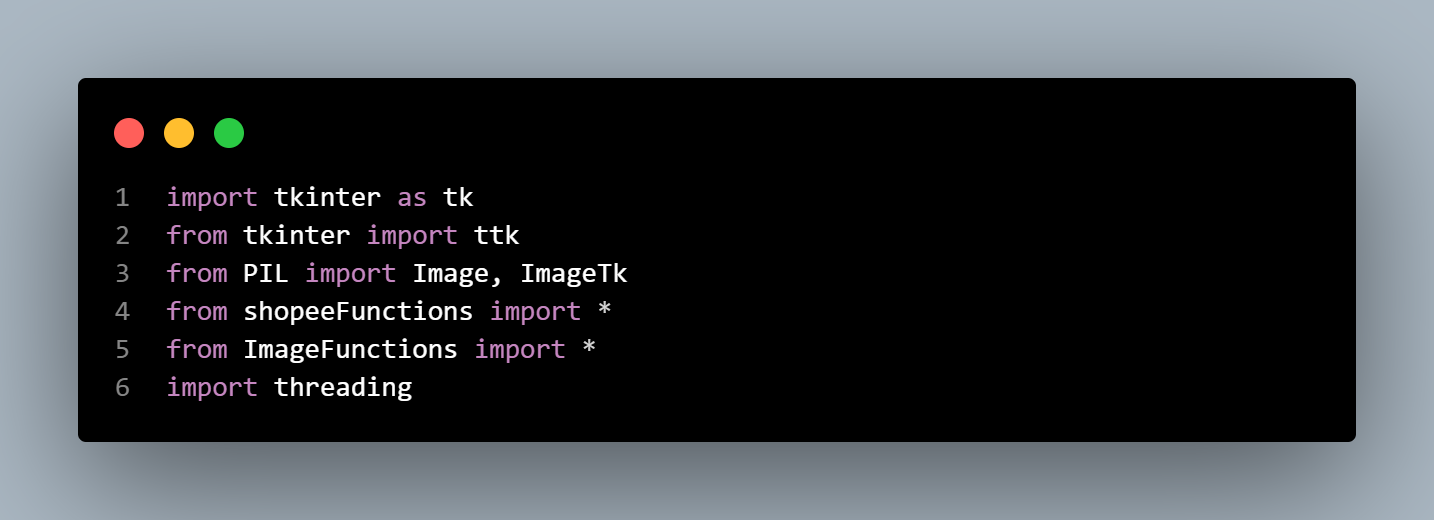 1 import tkinter as tk
2 from tkinter import ttk
3 from PIL import Image, ImageTk
4 from shopeeFunctions import *
5 from ImageFunctions import *
6 import threading